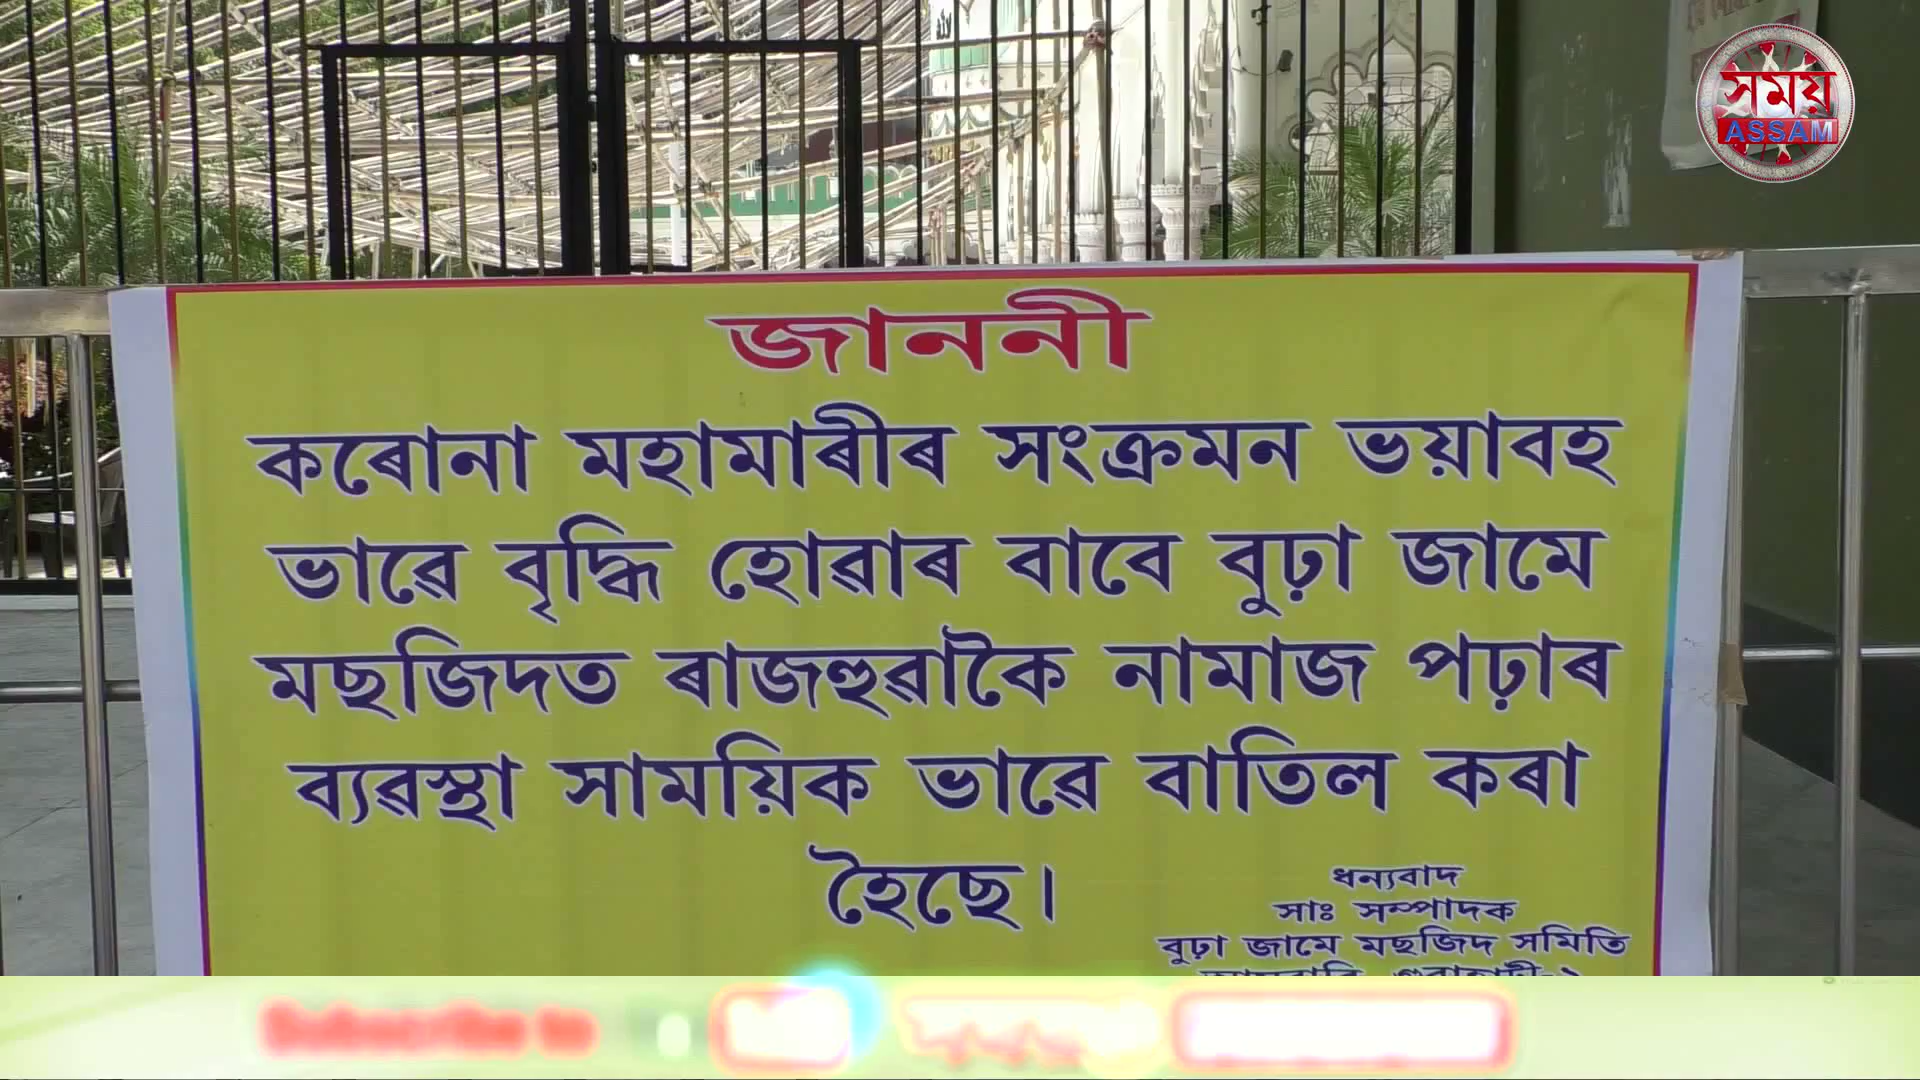 সময়
ASSAM
জাননী
কৰোনা মহামাৰীৰ সংক্ৰমন ভয়াবহ
ভাৱে বৃদ্ধি হোৱাৰ বাবে বুঢ়া জামে
মছজিদত ৰাজহুৱাকৈ নামাজ পঢ়াৰ
ব্যৱস্থা সাময়িক ভাৱে বাতিল কৰা
হৈছে।
ধন্যবাদ
সাঃ সম্পাদক
বুঢ়া জামে মছজিদ সমিতি